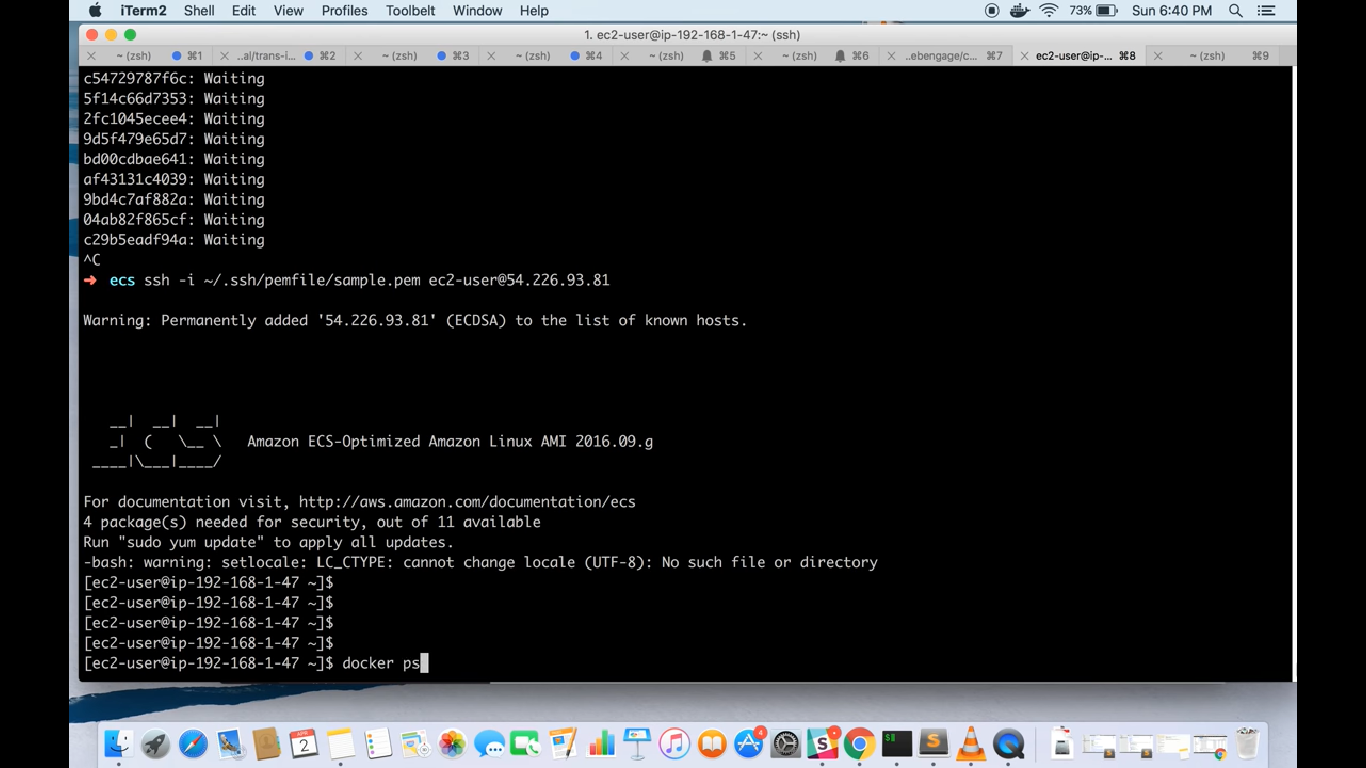 iTerm2 Shell Edit View Profiles Toolbelt Window Help 73% Sun 6:40 PM
1. ec2-user@ip-192-168-1-47:~ (ssh)
~ (zsh) ⌘1 ..al/trans-i... ⌘2 ~ (zsh) ⌘3 ~ (zsh) ⌘4 ~ (zsh) ⌘5 ~ (zsh) ⌘6 ..ebengage/c... ⌘7 ec2-user@ip-... ⌘8 ~ (zsh) ⌘9
c54729787f6c: Waiting
5f14c66d7353: Waiting
2fc1045ecee4: Waiting
9d5f479e65d7: Waiting
bd00cdbae641: Waiting
af43131c4039: Waiting
9bd4c7af882a: Waiting
04ab82f865cf: Waiting
c29b5eadf94a: Waiting
^C
➜ ecs ssh -i ~/.ssh/pemfile/sample.pem ec2-user@54.226.93.81
Warning: Permanently added '54.226.93.81' (ECDSA) to the list of known hosts.
__| __| __|
_| ( \__ \ Amazon ECS-Optimized Amazon Linux AMI 2016.09.g
____|\___|____/
For documentation visit, http://aws.amazon.com/documentation/ecs
4 package(s) needed for security, out of 11 available
Run "sudo yum update" to apply all updates.
-bash: warning: setlocale: LC_CTYPE: cannot change locale (UTF-8): No such file or directory
[ec2-user@ip-192-168-1-47 ~]$
[ec2-user@ip-192-168-1-47 ~]$
[ec2-user@ip-192-168-1-47 ~]$
[ec2-user@ip-192-168-1-47 ~]$
[ec2-user@ip-192-168-1-47 ~]$ docker ps
2
4